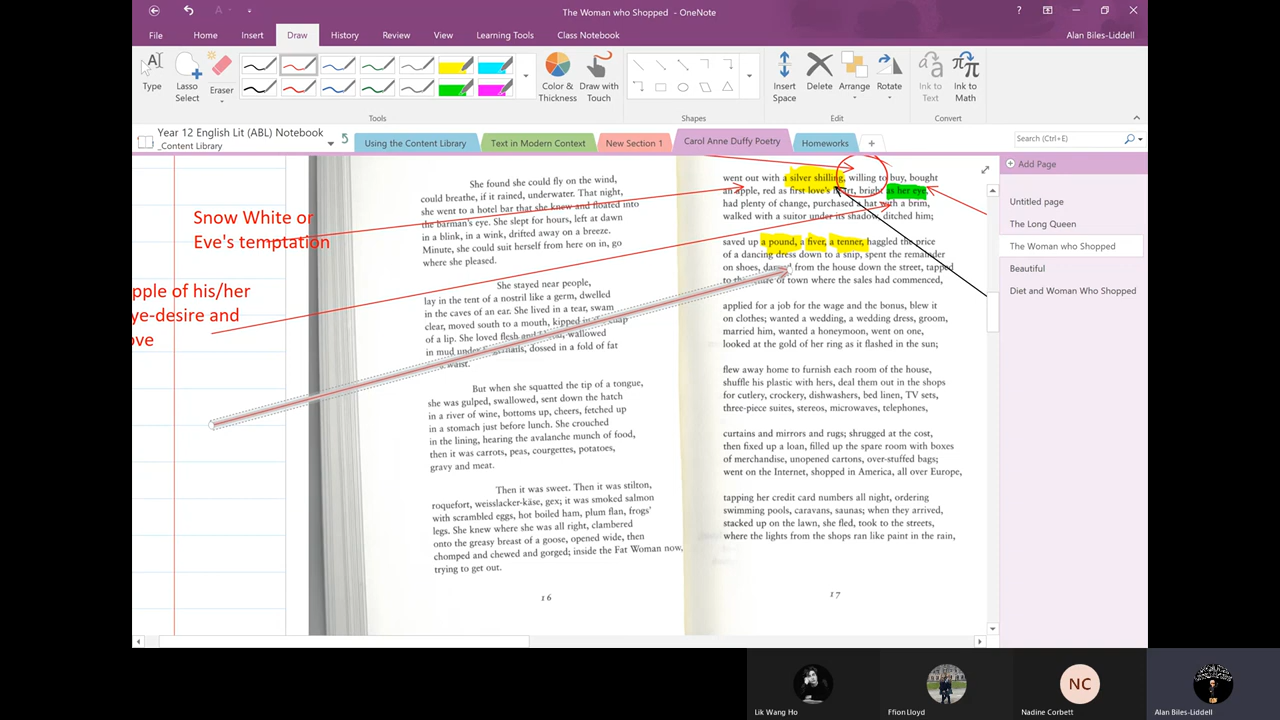 The Woman who Shopped - OneNote
File Home Insert Draw History Review View Learning Tools Class Notebook
Alan Biles-Liddell
Type
Lasso Select
Eraser
Color & Thickness
Draw with Touch
Insert Space
Delete
Arrange
Rotate
Ink to Text
Ink to Math
Tools
Shapes
Edit
Convert
Year 12 English Lit (ABL) Notebook
_Content Library
Using the Content Library
Text in Modern Context
New Section 1
Carol Anne Duffy Poetry
Homeworks
Search (Ctrl+E)
Add Page
Untitled page
The Long Queen
The Woman who Shopped
Beautiful
Diet and Woman Who Shopped
Snow White or
Eve's temptation
pple of his/her
ye-desire and
ove
She found she could fly on the wind,
could breathe, if it rained, underwater. That night,
she went to a hotel bar that she knew and floated into
the barman's eye. She slept for hours, left at dawn
in a blink, in a wink, drifted away on a breeze.
Minute, she could suit herself from here on in, go
where she pleased.
She stayed near people,
lay in the tent of a nostril like a germ, dwelled
in the caves of an ear. She lived in a tear, swam
clear, moved south to a mouth, kipped in the chap
of a lip. She loved flesh and wallowed
in mud under dossed in a fold of fat
waist.
But when she squatted the tip of a tongue,
she was gulped, swallowed, sent down the hatch
in a river of wine, bottoms up, cheers, fetched up
in a stomach just before lunch. She crouched
in the lining, hearing the avalanche munch of food,
then it was carrots, peas, courgettes, potatoes,
gravy and meat.
Then it was sweet. Then it was stilton,
roquefort, weisslacker-käse, gex; it was smoked salmon
with scrambled eggs, hot boiled ham, plum flan, frogs'
legs. She knew where she was all right, clambered
onto the greasy breast of a goose, opened wide, then
chomped and chewed and gorged; inside the Fat Woman now,
trying to get out.
16
went out with a silver shilling, willing to buy, bought
an apple, red as first love's heart, bright as her eye,
had plenty of change, purchased a hat with a brim,
walked with a suitor under its shadow, ditched him;
saved up a pound, a fiver, a tenner, haggled the price
of a dancing dress down to a snip, spent the remainder
on shoes, danced from the house down the street, tapped
to the of town where the sales had commenced,
applied for a job for the wage and the bonus, blew it
on clothes; wanted a wedding, a wedding dress, groom,
married him, wanted a honeymoon, went on one,
looked at the gold of her ring as it flashed in the sun;
flew away home to furnish each room of the house,
shuffle his plastic with hers, deal them out in the shops
for cutlery, crockery, dishwashers, bed linen, TV sets,
three-piece suites, stereos, microwaves, telephones,
curtains and mirrors and rugs; shrugged at the cost,
then fixed up a loan, filled up the spare room with boxes
of merchandise, unopened cartons, over-stuffed bags;
went on the Internet, shopped in America, all over Europe,
tapping her credit card numbers all night, ordering
swimming pools, caravans, saunas; when they arrived,
stacked up on the lawn, she fled, took to the streets,
where the lights from the shops ran like paint in the rain,
17
Lik Wang Ho
Ffion Lloyd
NC
Nadine Corbett
Alan Biles-Liddell